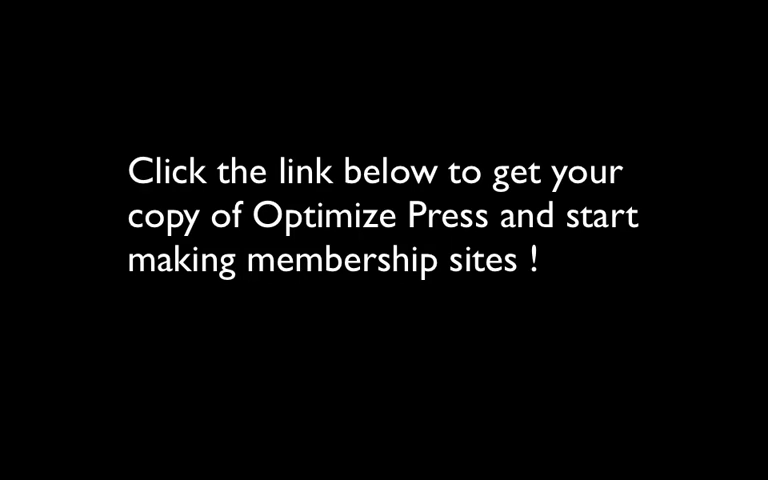 Click the link below to get your
copy of Optimize Press and start
making membership sites !